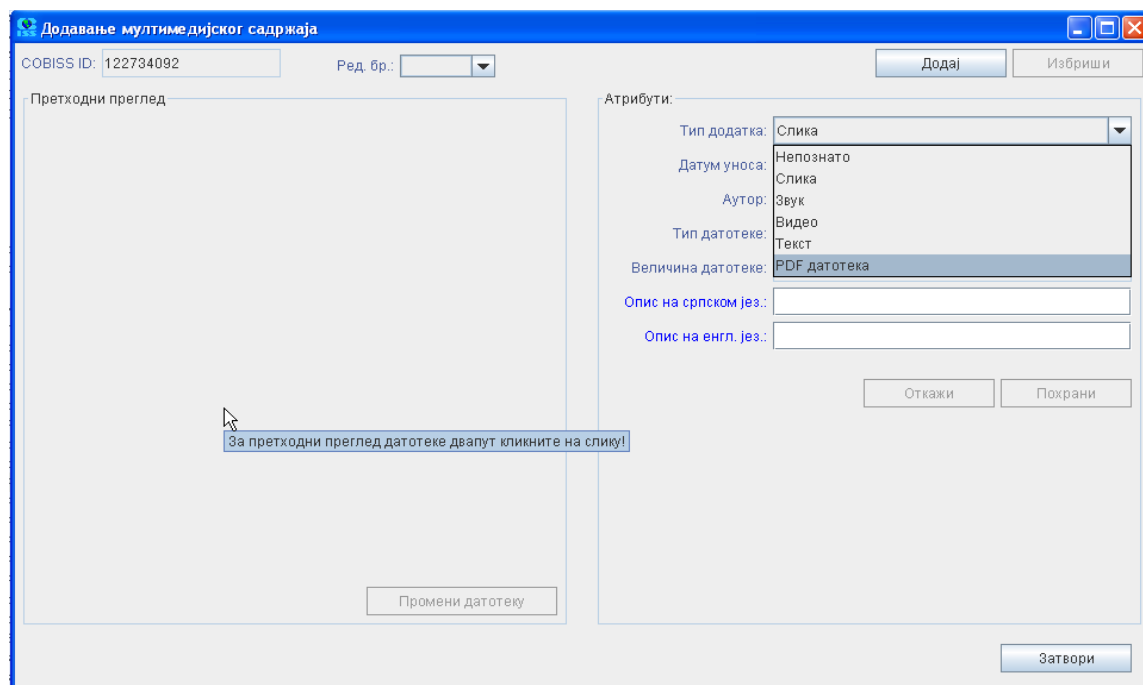 Додавање мултимедијског садржаја
COBISS ID: 122734092
Ред. бр.:
Додај
Избриши
Претходни преглед
Атрибути:
Тип додатка: Слика
Непознато
Датум уноса:
Слика
Аутор:
Звук
Видео
Тип датотеке:
Текст
Величина датотеке:
PDF датотека
Опис на српском јез.:
Опис на енгл. јез.:
Откажи
Похрани
За претходни преглед датотеке двапут кликните на слику!
Промени датотеку
Затвори